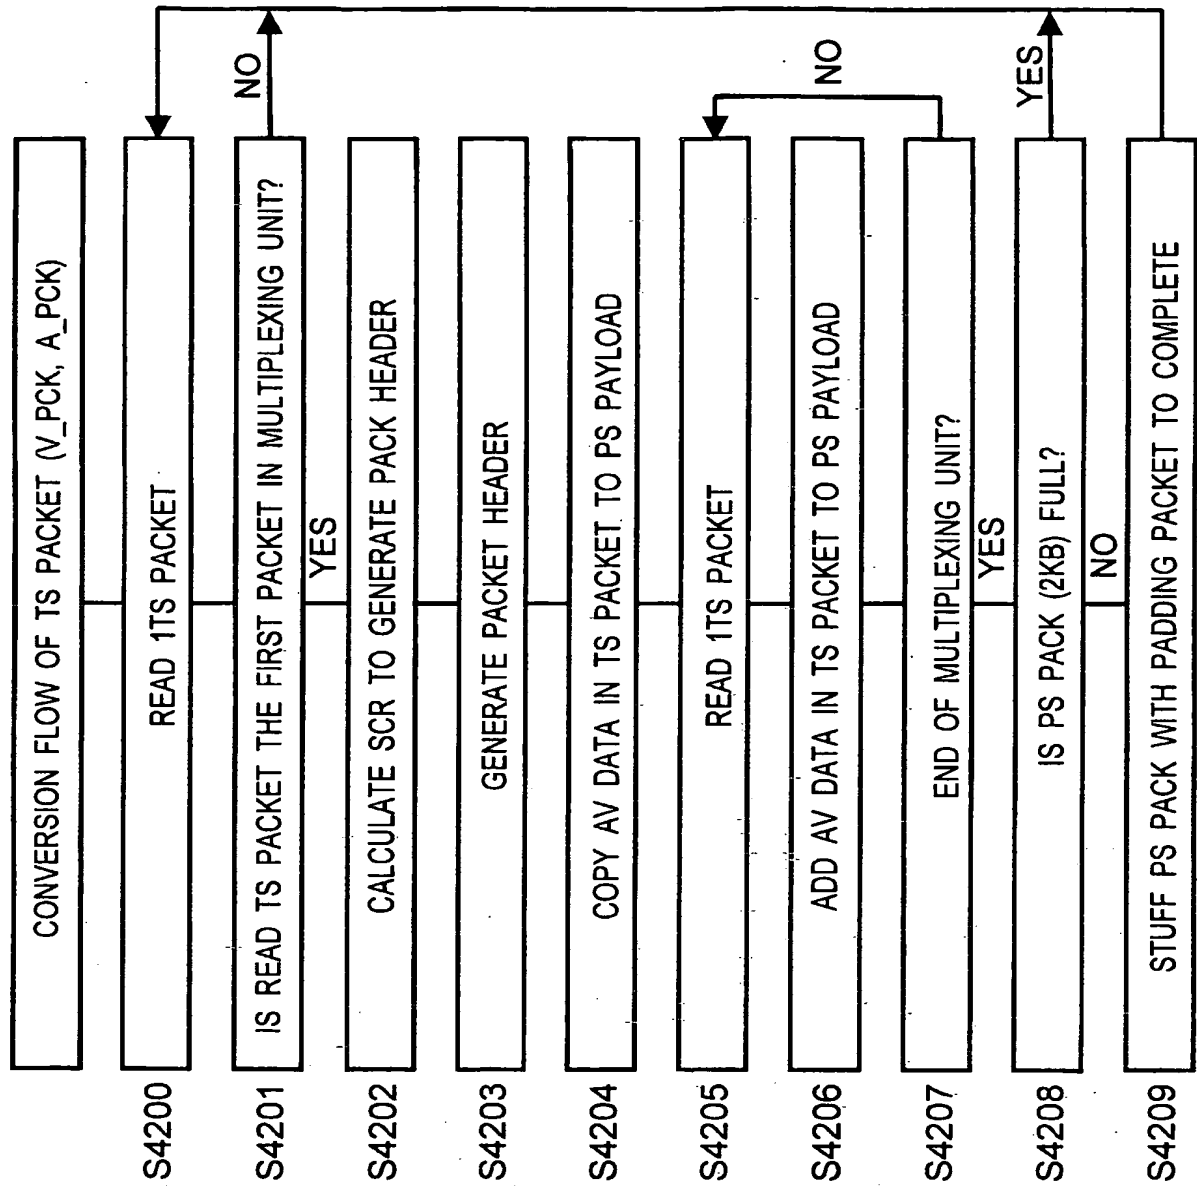 CONVERSION FLOW OF TS PACKET (V_PCK, A_PCK)
S4200
READ 1TS PACKET
S4201
IS READ TS PACKET THE FIRST PACKET IN MULTIPLEXING UNIT?
NO
YES
S4202
CALCULATE SCR TO GENERATE PACK HEADER
S4203
GENERATE PACKET HEADER
S4204
COPY AV DATA IN TS PACKET TO PS PAYLOAD
S4205
READ 1TS PACKET
S4206
ADD AV DATA IN TS PACKET TO PS PAYLOAD
NO
S4207
END OF MULTIPLEXING UNIT?
YES
S4208
IS PS PACK (2KB) FULL?
YES
NO
S4209
STUFF PS PACK WITH PADDING PACKET TO COMPLETE